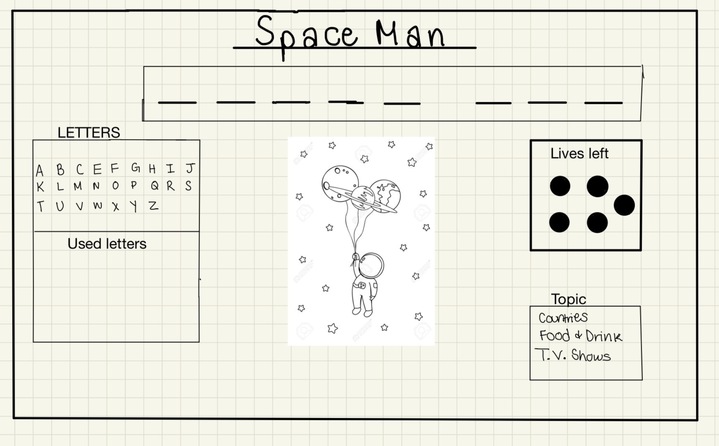 Space Man
LETTERS
A B C E F G H I J
K L M N O P Q R S
T U V W X Y Z
Used letters
Lives left
Topic
Countries
Food & Drink
T.V. Shows